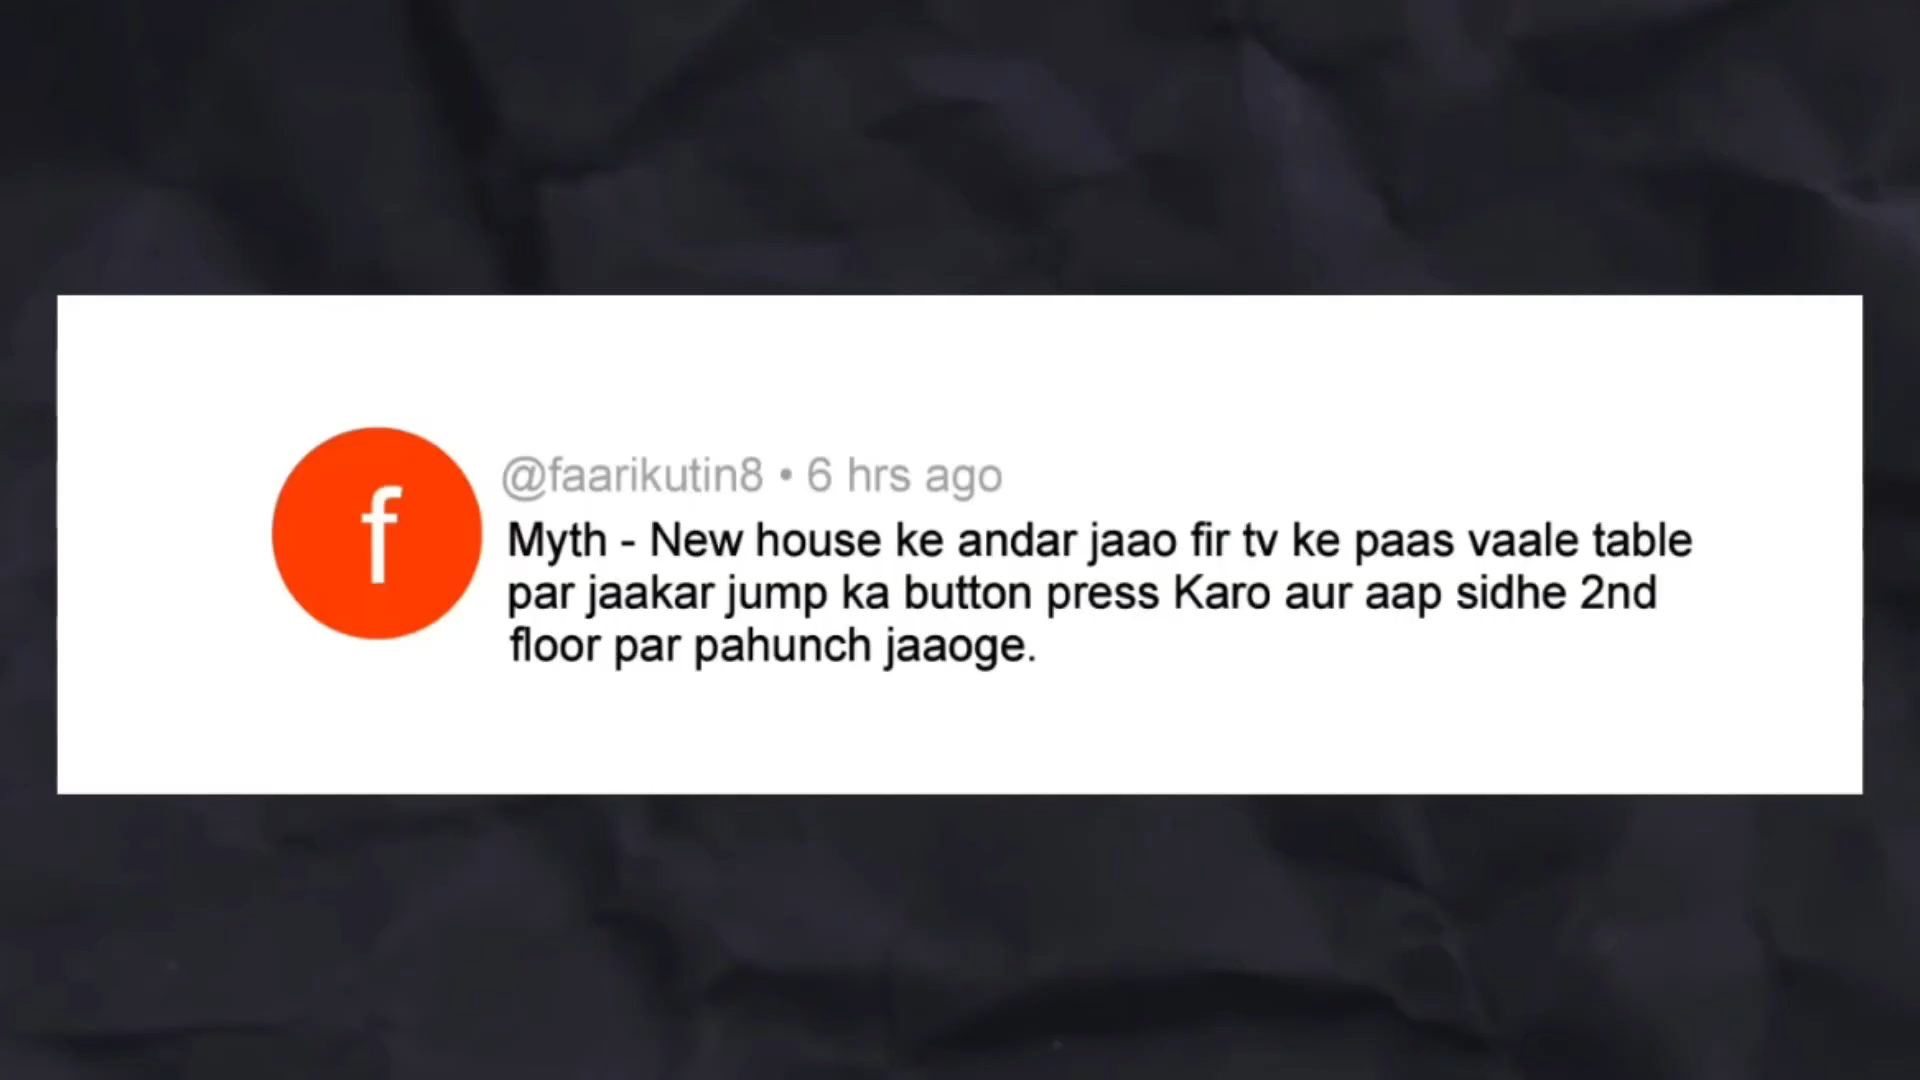 f
@faarikutin8 • 6 hrs ago
Myth - New house ke andar jaao fir tv ke paas vaale table
par jaakar jump ka button press Karo aur aap sidhe 2nd
floor par pahunch jaaoge.